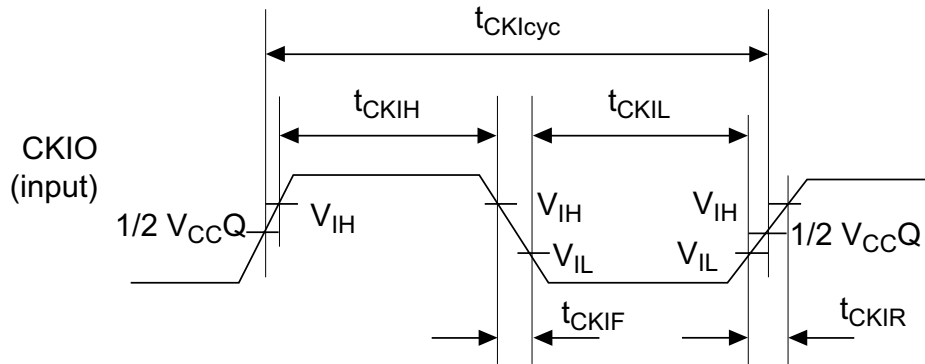 tCKIcyc
tCKIH
tCKIL
CKIO
(input)
VIH
VIH
VIH
1/2 VCCQ
1/2 VCCQ
VIL
VIL
tCKIF
tCKIR